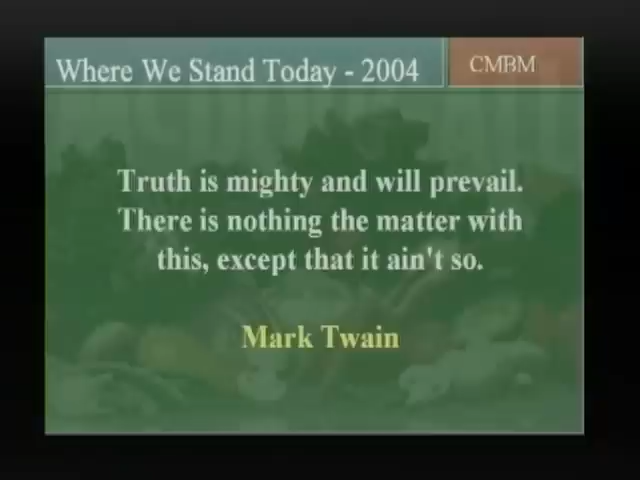 Where We Stand Today - 2004
CMBM
Truth is mighty and will prevail.
There is nothing the matter with
this, except that it ain't so.
Mark Twain